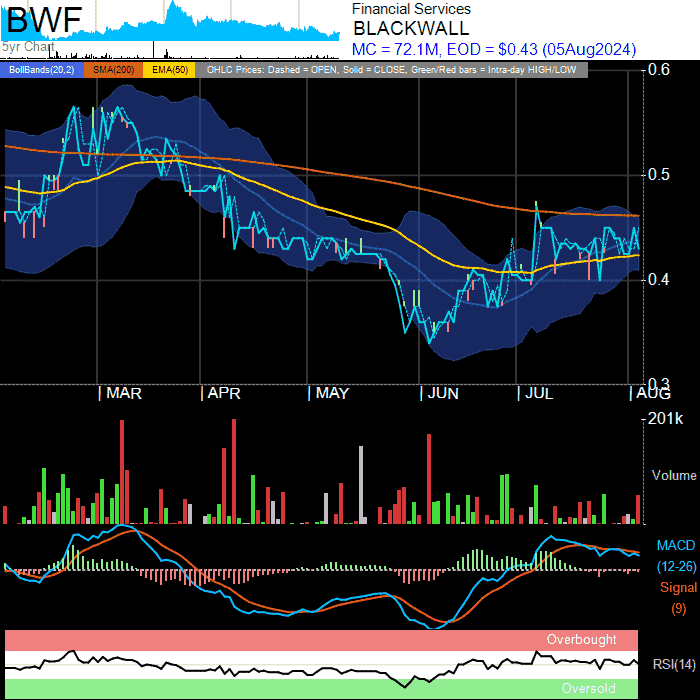 BWF
5yr Chart
Financial Services
BLACKWALL
MC = 72.1M, EOD = $0.43 (05Aug2024)
BollBands(20,2) SMA(200) EMA(50) OHLC Prices: Dashed = OPEN, Solid = CLOSE, Green/Red bars = Intra-day HIGH/LOW
0.6
0.5
0.4
0.3
| MAR | APR | MAY | JUN | JUL | AUG
201k
Volume
MACD
(12-26)
Signal
(9)
Overbought
RSI(14)
Oversold